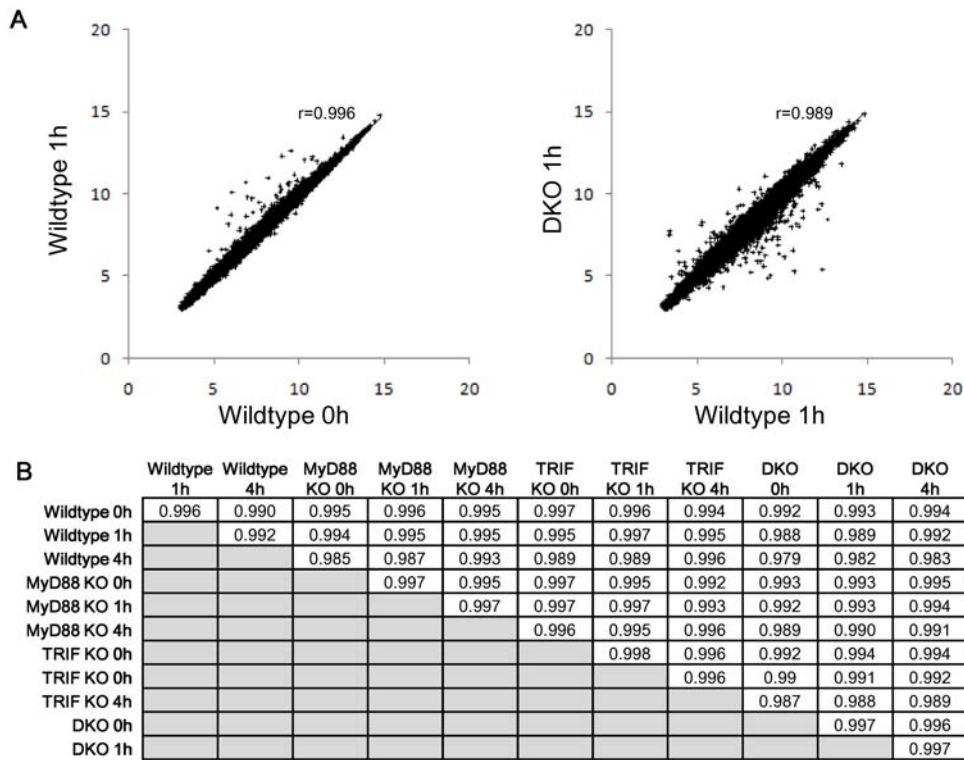 A
20
15
10
5
0
Wildtype 1h
r=0.996
0 5 10 15 20
Wildtype 0h
20
15
10
5
0
DKO 1h
r=0.989
0 5 10 15 20
Wildtype 1h
B
Wildtype 1h Wildtype 4h MyD88 KO 0h MyD88 KO 1h MyD88 KO 4h TRIF KO 0h TRIF KO 1h TRIF KO 4h DKO 0h DKO 1h DKO 4h
Wildtype 0h 0.996 0.990 0.995 0.996 0.995 0.997 0.996 0.994 0.992 0.993 0.994
Wildtype 1h 0.992 0.994 0.995 0.995 0.995 0.997 0.995 0.988 0.989 0.992
Wildtype 4h 0.985 0.987 0.993 0.989 0.989 0.996 0.979 0.982 0.983
MyD88 KO 0h 0.997 0.995 0.997 0.995 0.992 0.993 0.993 0.995
MyD88 KO 1h 0.997 0.997 0.997 0.993 0.992 0.993 0.994
MyD88 KO 4h 0.996 0.995 0.996 0.989 0.990 0.991
TRIF KO 0h 0.998 0.996 0.992 0.994 0.994
TRIF KO 0h 0.996 0.99 0.991 0.992
TRIF KO 4h 0.987 0.988 0.989
DKO 0h 0.997 0.996
DKO 1h 0.997